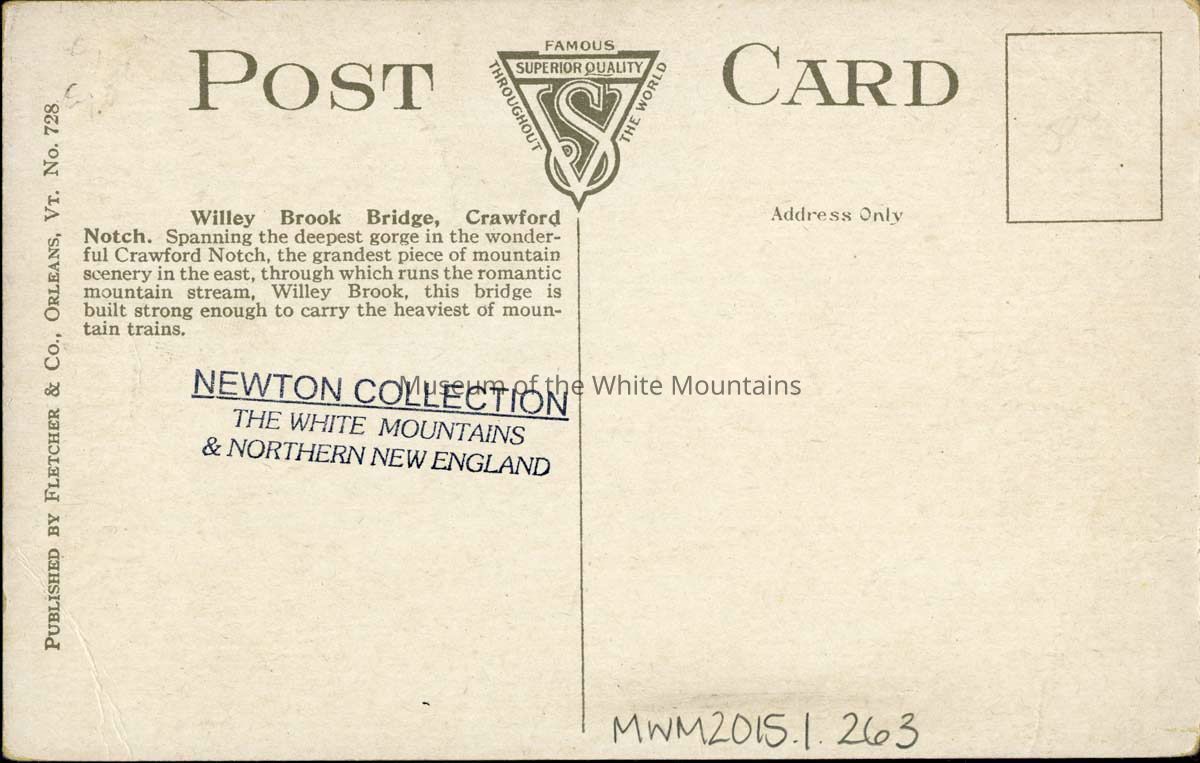 POST CARD
FAMOUS
SUPERIOR QUALITY
THROUGHOUT
THE WORLD
VS
PUBLISHED BY FLETCHER & CO., ORLEANS, VT. NO. 728
Willey Brook Bridge, Crawford
Notch. Spanning the deepest gorge in the wonder-
ful Crawford Notch, the grandest piece of mountain
scenery in the east, through which runs the romantic
mountain stream, Willey Brook, this bridge is
built strong enough to carry the heaviest of moun-
tain trains.
Address Only
Museum of the White Mountains
NEWTON COLLECTION
THE WHITE MOUNTAINS
& NORTHERN NEW ENGLAND
MWM2015.1.263